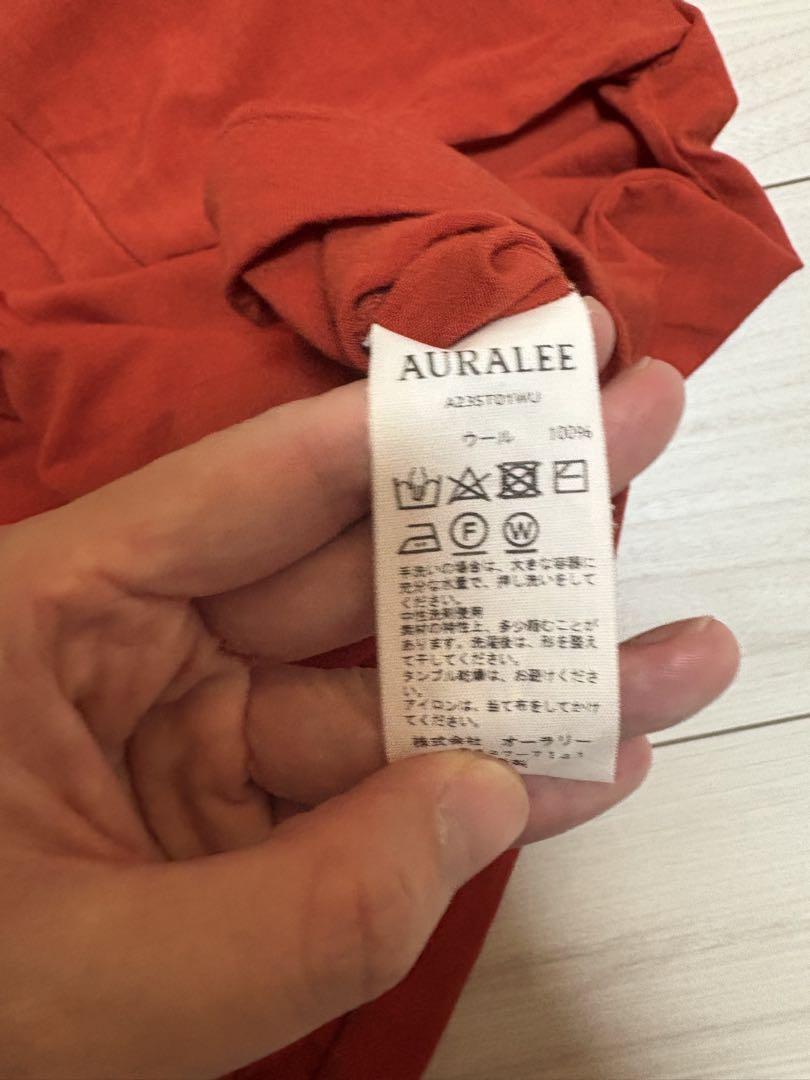 AURALEE
A23ST01WU
ウール 100%
F W
手洗いの場合は、大きな容器に
充分な水量で、押し洗いをして
ください。
中性洗剤使用
素材の特性上、多少縮むことが
あります。洗濯後は、形を整え
て干してください。
タンブル乾燥は、お避けくださ
い。
アイロンは、当て布をしてかけ
てください。
株式会社 オーラリー